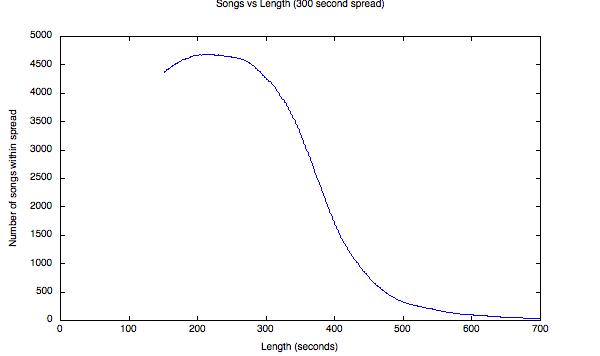 Songs vs Length (300 second spread)
5000
4500
4000
3500
3000
2500
2000
1500
1000
500
0
Number of songs within spread
0 100 200 300 400 500 600 700
Length (seconds)